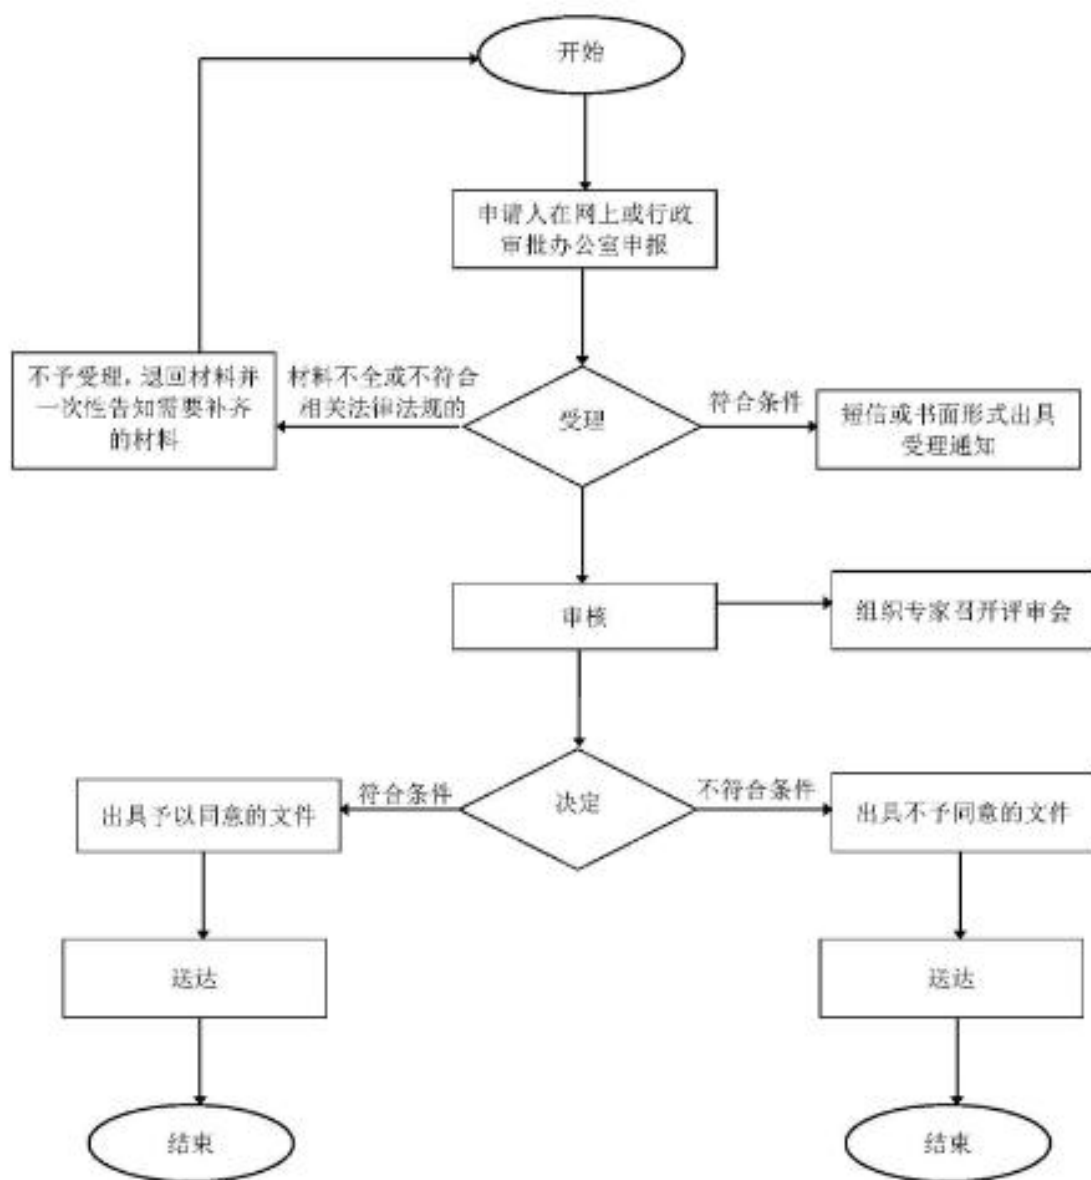 开始
申请人在网上或行政
审批办公室申报
不予受理，退回材料并
一次性告知需要补齐
的材料
材料不全或不符合
相关法律法规的
受理
符合条件
短信或书面形式出具
受理通知
审核
组织专家召开评审会
出具予以同意的文件
符合条件
决定
不符合条件
出具不予同意的文件
送达
送达
结束
结束